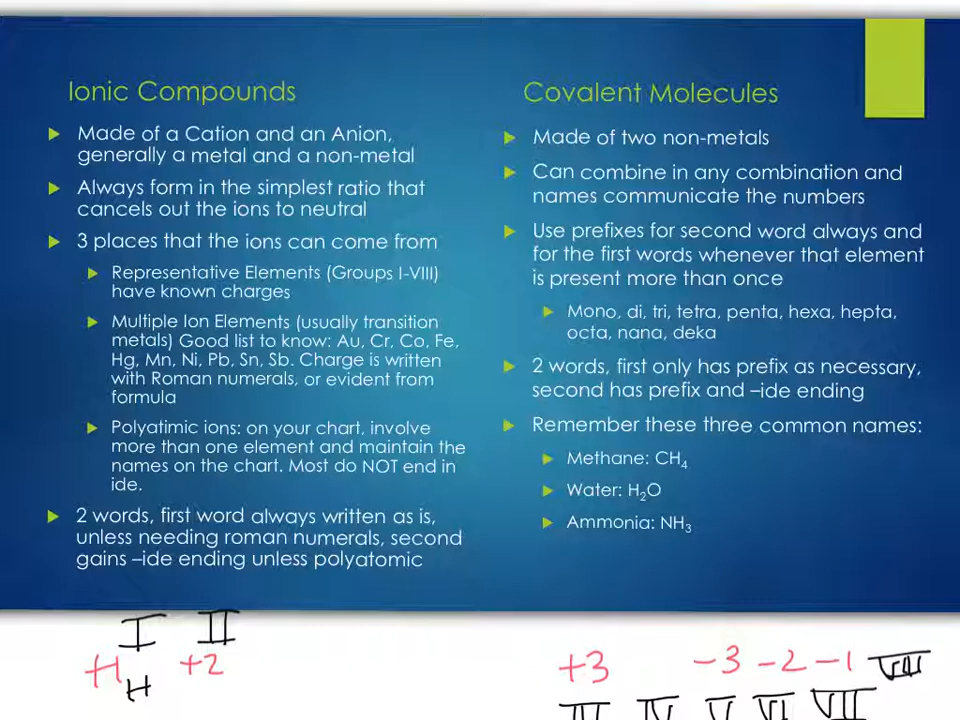 Ionic Compounds
Made of a Cation and an Anion,
generally a metal and a non-metal
Always form in the simplest ratio that
cancels out the ions to neutral
3 places that the ions can come from
Representative Elements (Groups I-VIII)
have known charges
Multiple Ion Elements (usually transition
metals) Good list to know: Au, Cr, Co, Fe,
Hg, Mn, Ni, Pb, Sn, Sb. Charge is written
with Roman numerals, or evident from
formula
Polyatimic ions: on your chart, involve
more than one element and maintain the
names on the chart. Most do NOT end in
ide.
2 words, first word always written as is,
unless needing roman numerals, second
gains –ide ending unless polyatomic
Covalent Molecules
Made of two non-metals
Can combine in any combination and
names communicate the numbers
Use prefixes for second word always and
for the first words whenever that element
is present more than once
Mono, di, tri, tetra, penta, hexa, hepta,
octa, nana, deka
2 words, first only has prefix as necessary,
second has prefix and –ide ending
Remember these three common names:
Methane: CH₄
Water: H₂O
Ammonia: NH₃
I II
+1 +2
H
+3 -3 -2 -1 VIII
III IV V VI VII